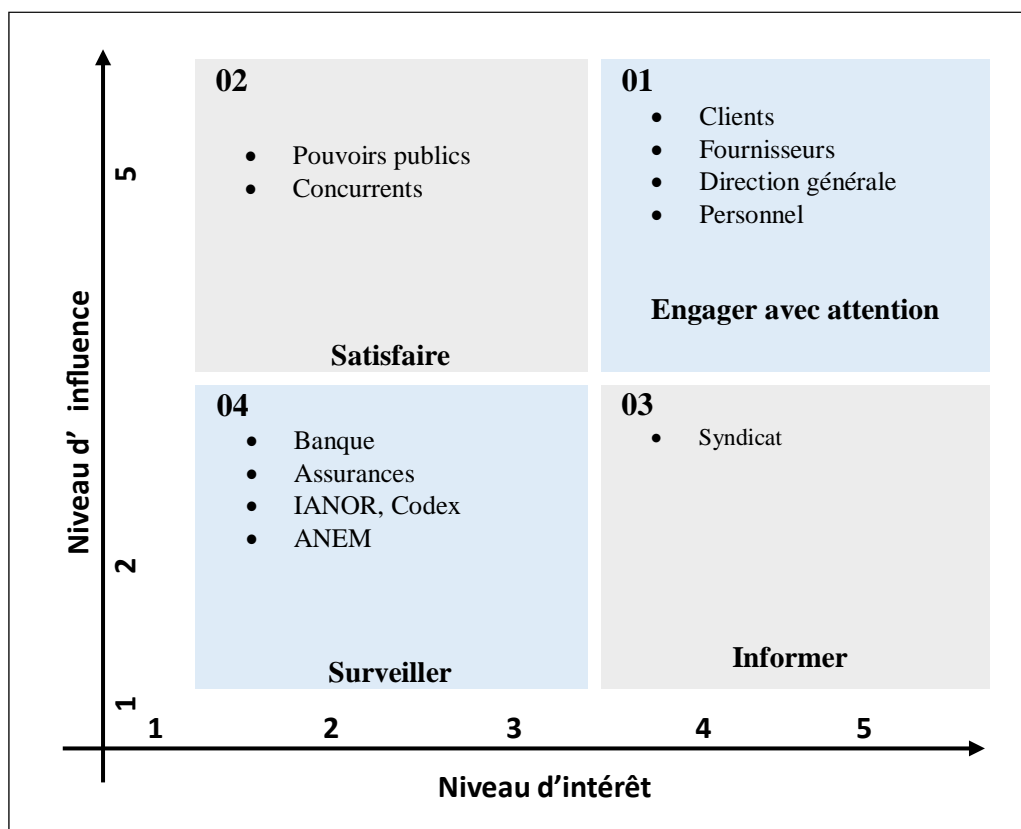 02
• Pouvoirs publics
• Concurrents
Satisfaire
01
• Clients
• Fournisseurs
• Direction générale
• Personnel
Engager avec attention
04
• Banque
• Assurances
• IANOR, Codex
• ANEM
Surveiller
03
• Syndicat
Informer
Niveau d' influence
5
2
1
1 2 3 4 5
Niveau d'intérêt